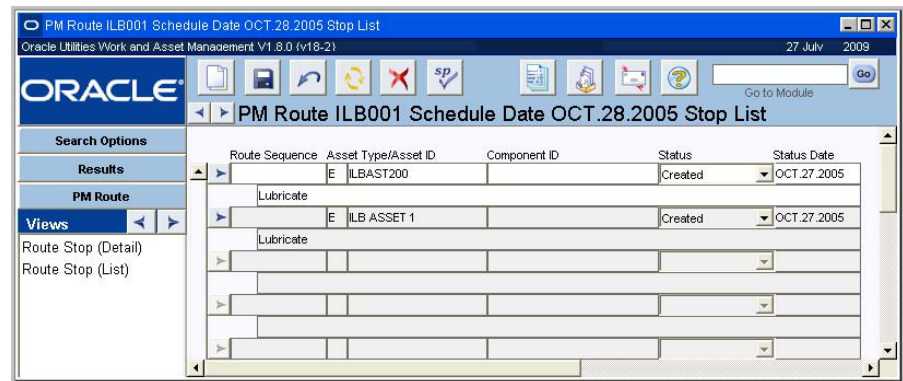 PM Route ILB001 Schedule Date OCT.28.2005 Stop List
Oracle Utilities Work and Asset Management V1.8.0 (v18-2) 27 July 2009
ORACLE
sp
Go
Go to Module
PM Route ILB001 Schedule Date OCT.28.2005 Stop List
Search Options
Results
PM Route
Views
Route Stop (Detail)
Route Stop (List)
Route Sequence Asset Type/Asset ID Component ID Status Status Date
E ILBAST200 Created OCT.27.2005
Lubricate
E ILB ASSET 1 Created OCT.27.2005
Lubricate